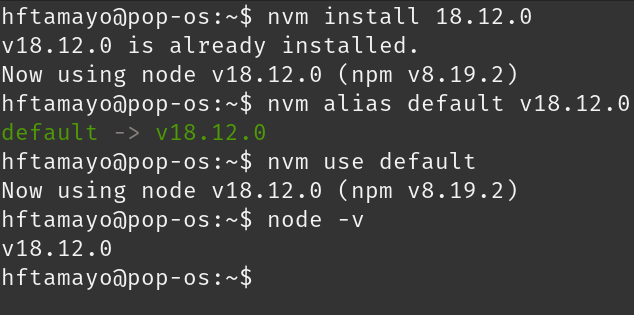 hftamayo@pop-os:~$ nvm install 18.12.0
v18.12.0 is already installed.
Now using node v18.12.0 (npm v8.19.2)
hftamayo@pop-os:~$ nvm alias default v18.12.0
default -> v18.12.0
hftamayo@pop-os:~$ nvm use default
Now using node v18.12.0 (npm v8.19.2)
hftamayo@pop-os:~$ node -v
v18.12.0
hftamayo@pop-os:~$